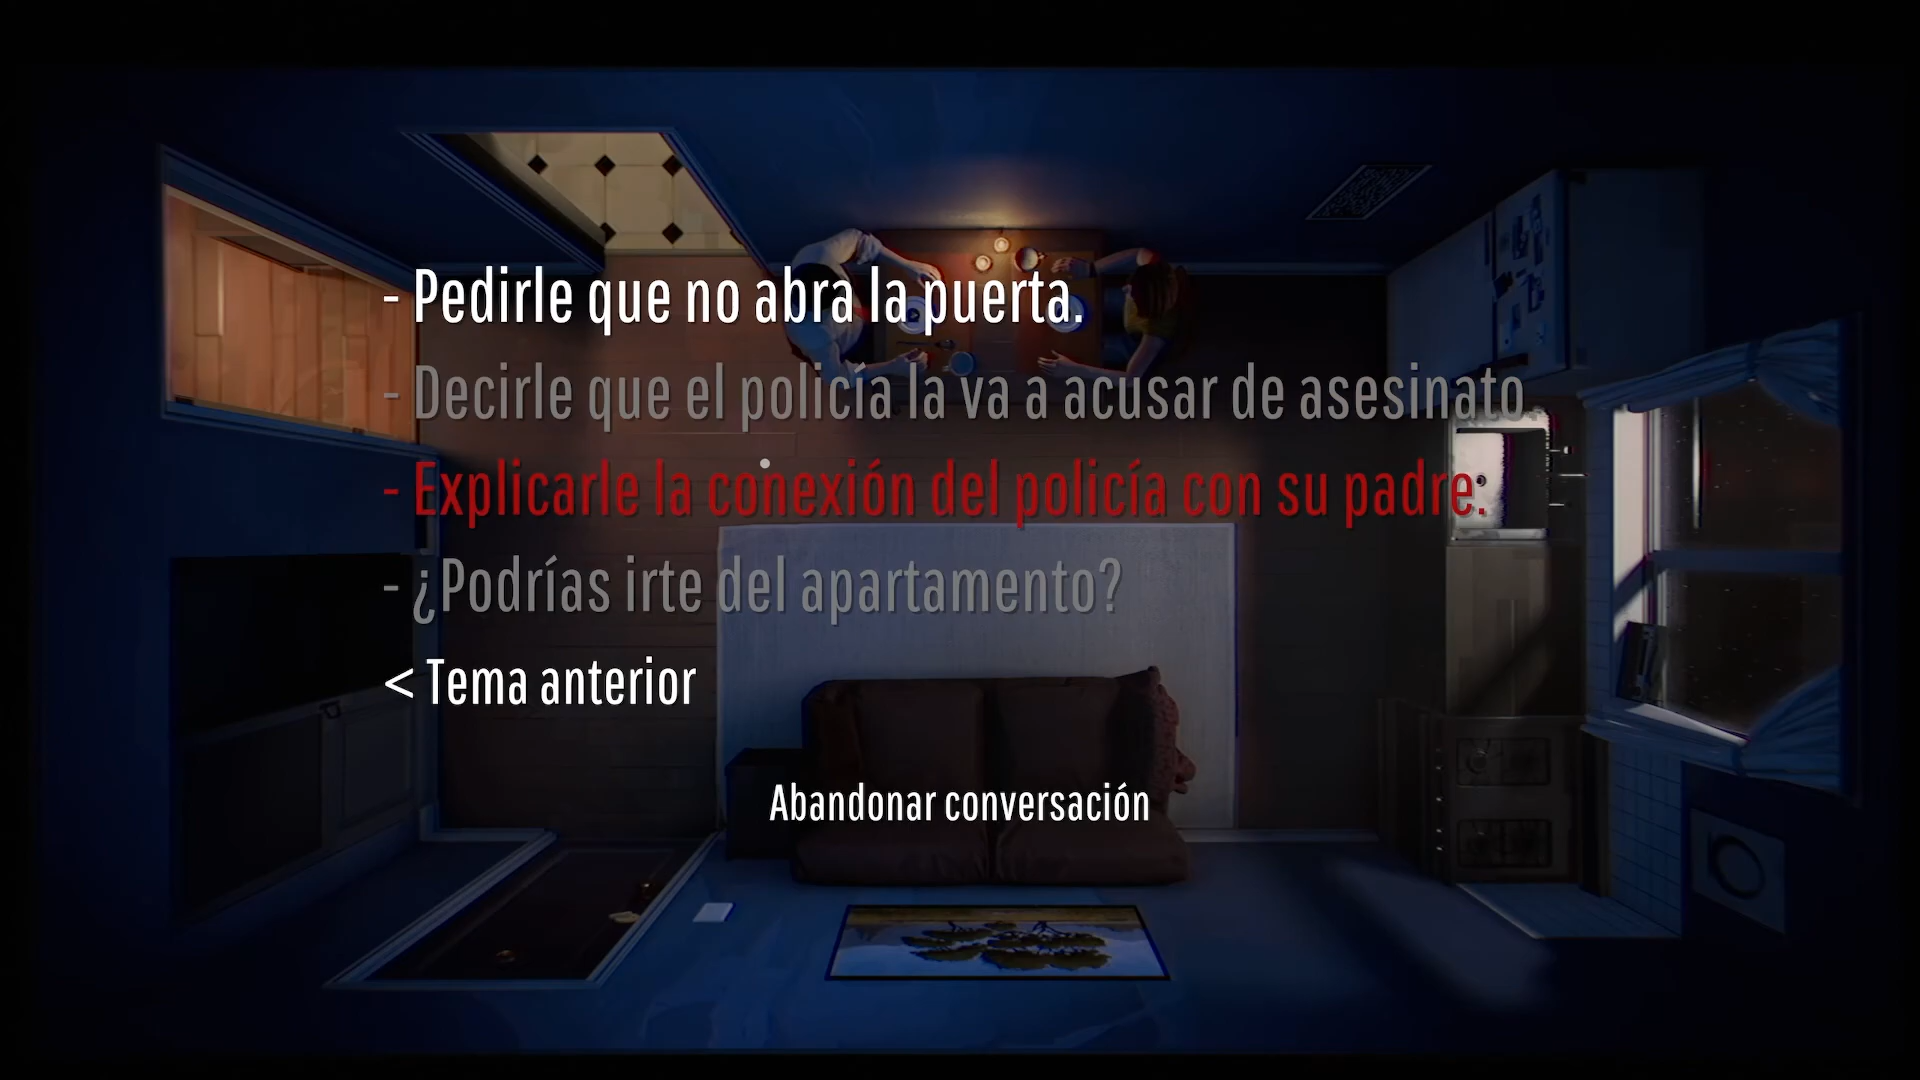 - Pedirle que no abra la puerta.
- Decirle que el policía la va a acusar de asesinato.
- Explicarle la conexión del policía con su padre.
- ¿Podrías irte del apartamento?
< Tema anterior
Abandonar conversación